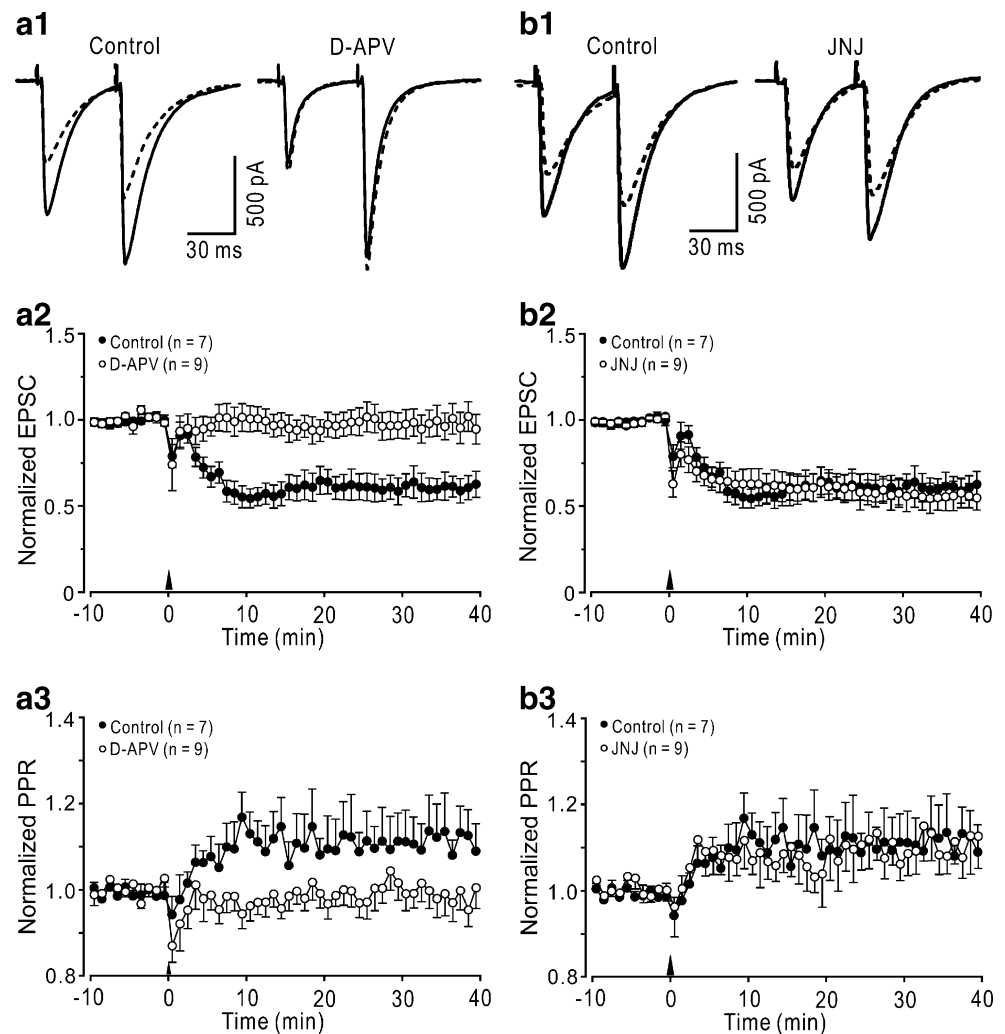 a1
Control
D-APV
500 pA
30 ms
b1
Control
JNJ
500 pA
30 ms
a2
Control (n = 7)
D-APV (n = 9)
Normalized EPSC
1.5
1.0
0.5
0
-10 0 10 20 30 40
Time (min)
b2
Control (n = 7)
JNJ (n = 9)
Normalized EPSC
1.5
1.0
0.5
0
-10 0 10 20 30 40
Time (min)
a3
Control (n = 7)
D-APV (n = 9)
Normalized PPR
1.4
1.2
1.0
0.8
-10 0 10 20 30 40
Time (min)
b3
Control (n = 7)
JNJ (n = 9)
Normalized PPR
1.4
1.2
1.0
0.8
-10 0 10 20 30 40
Time (min)